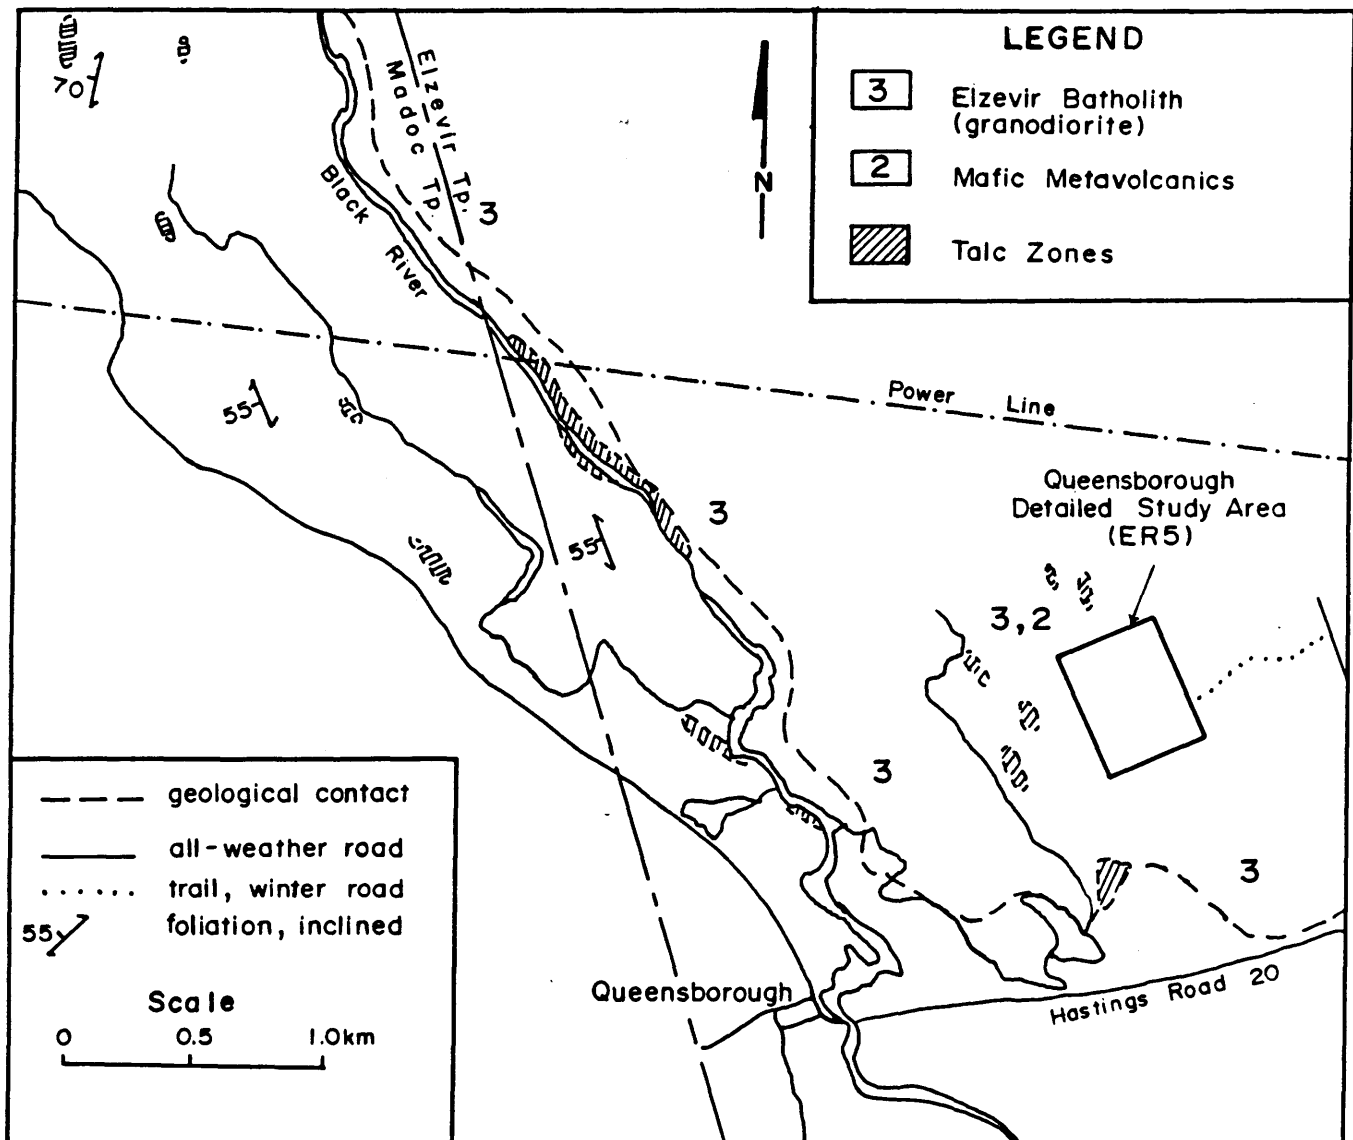 LEGEND
3
Elzevir Batholith
(granodiorite)
2
Mafic Metavolcanics
Talc Zones
N
70
Elzevir Tp.
Madoc Tp.
3
Black River
Power Line
55
55
3
Queensborough
Detailed Study Area
(ER5)
3,2
3
3
geological contact
all-weather road
trail, winter road
55
foliation, inclined
Scale
0 0.5 1.0km
Queensborough
Hastings Road 20